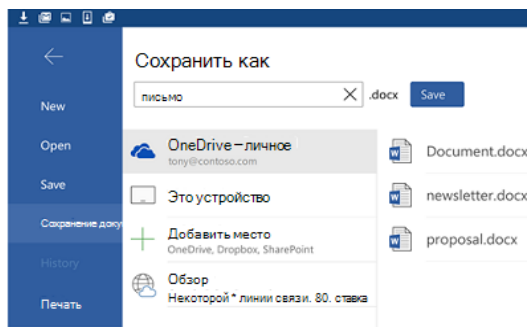 Сохранить как
письмо
.docx
Save
New
Open
Save
Сохранение доку
History
Печать
OneDrive – личное
tony@contoso.com
Это устройство
Добавить место
OneDrive, Dropbox, SharePoint
Обзор
Некоторой * линии связи. 80. ставка
Document.docx
newsletter.docx
proposal.docx